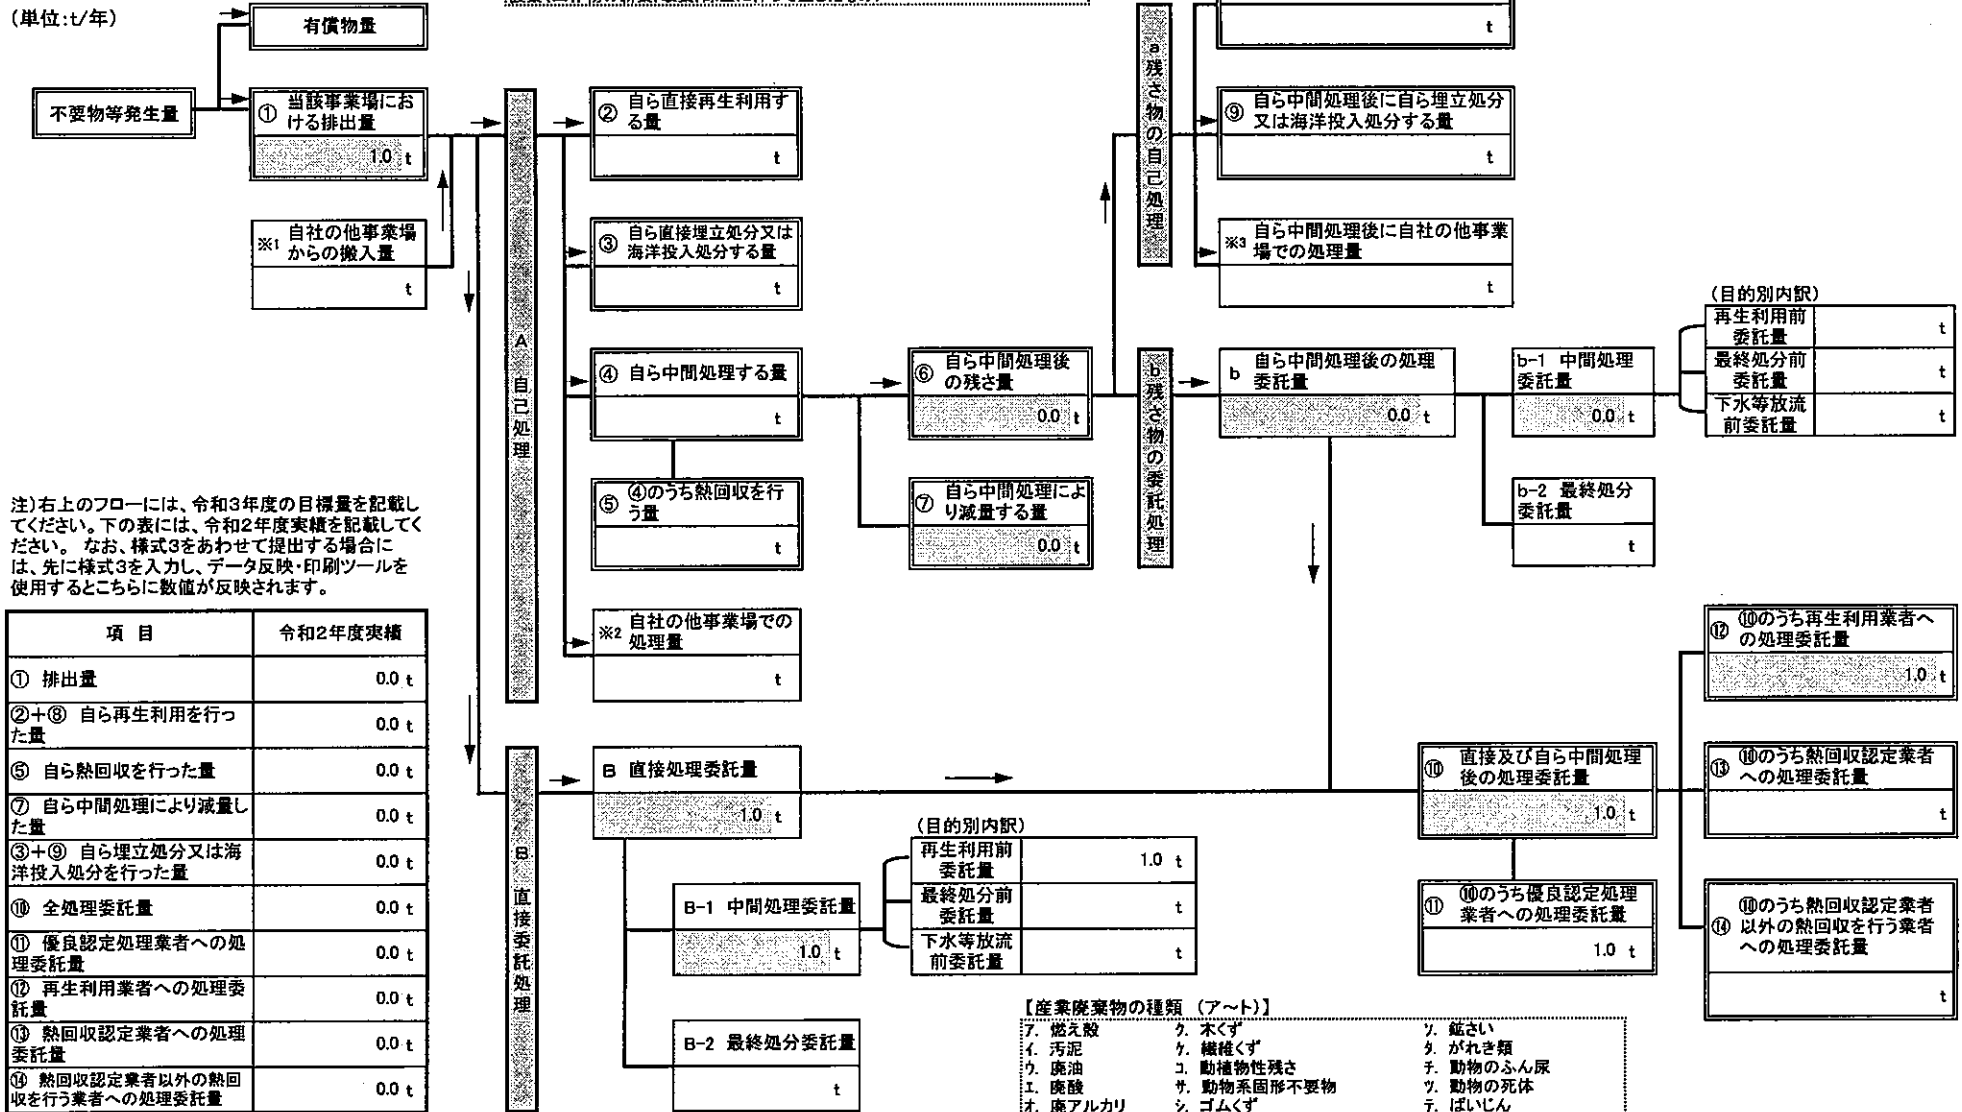 (単位:t/年)
有償物量
不要物等発生量
① 当該事業場にお
ける排出量
1.0 t
※1 自社の他事業場
からの搬入量
t
A 自己処理
② 自ら直接再生利用す
る量
t
③ 自ら直接埋立処分又は
海洋投入処分する量
t
④ 自ら中間処理する量
t
⑤ ④のうち熱回収を行
う量
t
※2 自社の他事業場での
処理量
t
⑥ 自ら中間処理後
の残さ量
0.0 t
⑦ 自ら中間処理によ
り減量する量
0.0 t
a 残さ物の自己処理
t
⑨ 自ら中間処理後に自ら埋立処分
又は海洋投入処分する量
t
※3 自ら中間処理後に自社の他事業
場での処理量
t
b 残さ物の委託処理
b 自ら中間処理後の処理
委託量
0.0 t
b-1 中間処理
委託量
0.0 t
(目的別内訳)
再生利用前
委託量
t
最終処分前
委託量
t
下水等放流
前委託量
t
b-2 最終処分
委託量
t
注)右上のフローには、令和3年度の目標量を記載し
てください。下の表には、令和2年度実績を記載してく
ださい。 なお、様式3をあわせて提出する場合に
は、先に様式3を入力し、データ反映・印刷ツールを
使用するとこちらに数値が反映されます。
項 目 令和2年度実績
① 排出量 0.0 t
②+⑧ 自ら再生利用を行っ
た量 0.0 t
⑤ 自ら熱回収を行った量 0.0 t
⑦ 自ら中間処理により減量し
た量 0.0 t
③+⑨ 自ら埋立処分又は海
洋投入処分を行った量 0.0 t
⑩ 全処理委託量 0.0 t
⑪ 優良認定処理業者への処
理委託量 0.0 t
⑫ 再生利用業者への処理委
託量 0.0 t
⑬ 熱回収認定業者への処理
委託量 0.0 t
⑭ 熱回収認定業者以外の熱回
収を行う業者への処理委託量 0.0 t
B 直接委託処理
B 直接処理委託量
1.0 t
B-1 中間処理委託量
1.0 t
(目的別内訳)
再生利用前
委託量
1.0 t
最終処分前
委託量
t
下水等放流
前委託量
t
B-2 最終処分委託量
t
⑩ 直接及び自ら中間処理
後の処理委託量
1.0 t
⑪ ⑩のうち優良認定処理
業者への処理委託量
1.0 t
⑫ ⑩のうち再生利用業者へ
の処理委託量
1.0 t
⑬ ⑩のうち熱回収認定業者
への処理委託量
t
⑭ ⑩のうち熱回収認定業者
以外の熱回収を行う業者
への処理委託量
t
【産業廃棄物の種類 (ア~ト)】
ア. 燃え殻 ク. 木くず ソ. 鉱さい
イ. 汚泥 ケ. 繊維くず タ. がれき類
ウ. 廃油 コ. 動植物性残さ チ. 動物のふん尿
エ. 廃酸 サ. 動物系固形不要物 ツ. 動物の死体
オ. 廃アルカリ シ. ゴムくず テ. ばいじん